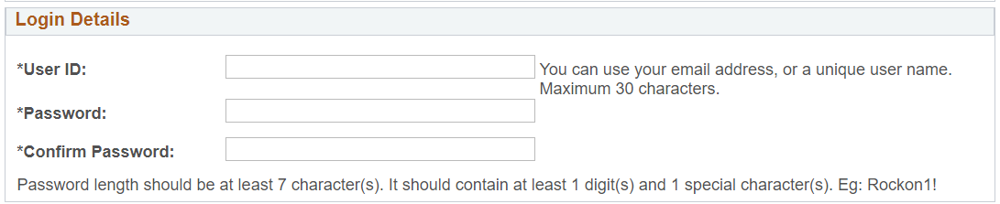 Login Details
*User ID:
You can use your email address, or a unique user name.
Maximum 30 characters.
*Password:
*Confirm Password:
Password length should be at least 7 character(s). It should contain at least 1 digit(s) and 1 special character(s). Eg: Rockon1!